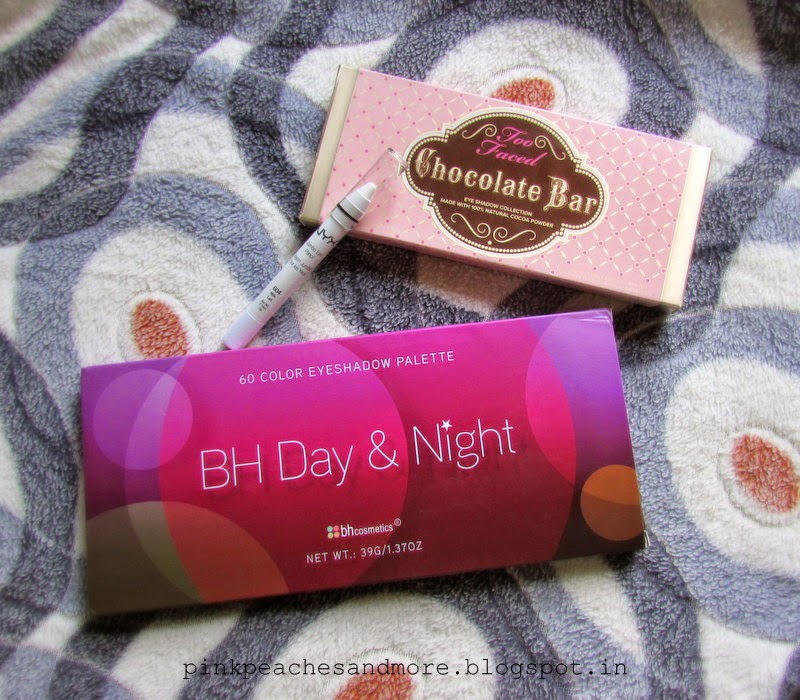 Too
Faced
Chocolate Bar
EYE SHADOW COLLECTION
MADE WITH 100% NATURAL COCOA POWDER
NYX
60 COLOR EYESHADOW PALETTE
BH Day & Night
bhcosmetics®
NET WT.: 39G/1.37OZ
pinkpeachesandmore.blogspot.in